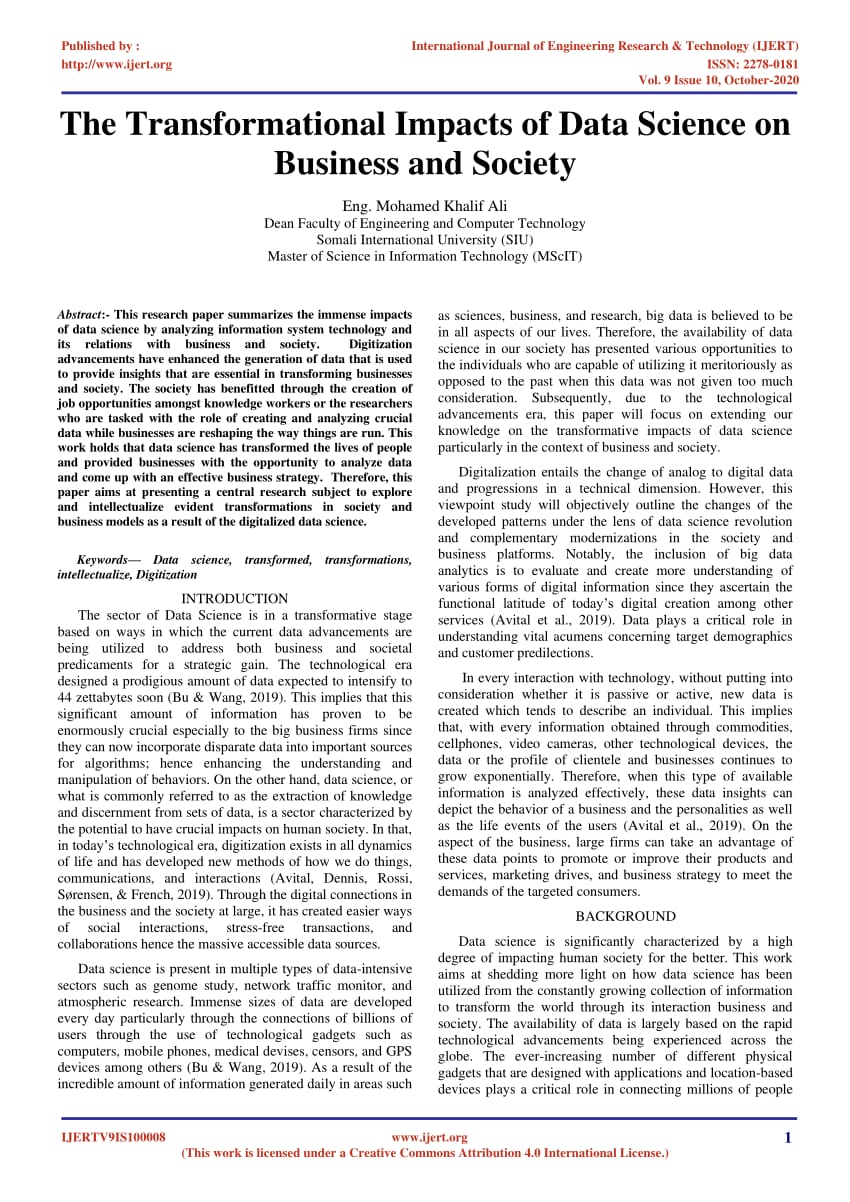 Published by :
International Journal of Engineering Research & Technology (IJERT)
http://www.ijert.org
ISSN: 2278-0181
Vol. 9 Issue 10, October-2020
The Transformational Impacts of Data Science on
Business and Society
Eng. Mohamed Khalif Ali
Dean Faculty of Engineering and Computer Technology
Somali International University (SIU)
Master of Science in Information Technology (MScIT)
Abstract:- This research paper summarizes the immense impacts
of data science by analyzing information system technology and
its relations with business and society. Digitization
advancements have enhanced the generation of data that is used
to provide insights that are essential in transforming businesses
and society. The society has benefitted through the creation of
job opportunities amongst knowledge workers or the researchers
who are tasked with the role of creating and analyzing crucial
data while businesses are reshaping the way things are run. This
work holds that data science has transformed the lives of people
and provided businesses with the opportunity to analyze data
and come up with an effective business strategy. Therefore, this
paper aims at presenting a central research subject to explore
and intellectualize evident transformations in society and
business models as a result of the digitalized data science.
Keywords— Data science, transformed, transformations,
intellectualize, Digitization
INTRODUCTION
The sector of Data Science is in a transformative stage
based on ways in which the current data advancements are
being utilized to address both business and societal
predicaments for a strategic gain. The technological era
designed a prodigious amount of data expected to intensify to
44 zettabytes soon (Bu & Wang, 2019). This implies that this
significant amount of information has proven to be
enormously crucial especially to the big business firms since
they can now incorporate disparate data into important sources
for algorithms; hence enhancing the understanding and
manipulation of behaviors. On the other hand, data science, or
what is commonly referred to as the extraction of knowledge
and discernment from sets of data, is a sector characterized by
the potential to have crucial impacts on human society. In that,
in today's technological era, digitization exists in all dynamics
of life and has developed new methods of how we do things,
communications, and interactions (Avital, Dennis, Rossi,
Sørensen, & French, 2019). Through the digital connections in
the business and the society at large, it has created easier ways
of social interactions, stress-free transactions, and
collaborations hence the massive accessible data sources.
Data science is present in multiple types of data-intensive
sectors such as genome study, network traffic monitor, and
atmospheric research. Immense sizes of data are developed
every day particularly through the connections of billions of
users through the use of technological gadgets such as
computers, mobile phones, medical devises, censors, and GPS
devices among others (Bu & Wang, 2019). As a result of the
incredible amount of information generated daily in areas such
as sciences, business, and research, big data is believed to be
in all aspects of our lives. Therefore, the availability of data
science in our society has presented various opportunities to
the individuals who are capable of utilizing it meritoriously as
opposed to the past when this data was not given too much
consideration. Subsequently, due to the technological
advancements era, this paper will focus on extending our
knowledge on the transformative impacts of data science
particularly in the context of business and society.
Digitalization entails the change of analog to digital data
and progressions in a technical dimension. However, this
viewpoint study will objectively outline the changes of the
developed patterns under the lens of data science revolution
and complementary modernizations in the society and
business platforms. Notably, the inclusion of big data
analytics is to evaluate and create more understanding of
various forms of digital information since they ascertain the
functional latitude of today's digital creation among other
services (Avital et al., 2019). Data plays a critical role in
understanding vital acumens concerning target demographics
and customer predilections.
In every interaction with technology, without putting into
consideration whether it is passive or active, new data is
created which tends to describe an individual. This implies
that, with every information obtained through commodities,
cellphones, video cameras, other technological devices, the
data or the profile of clientele and businesses continues to
grow exponentially. Therefore, when this type of available
information is analyzed effectively, these data insights can
depict the behavior of a business and the personalities as well
as the life events of the users (Avital et al., 2019). On the
aspect of the business, large firms can take an advantage of
these data points to promote or improve their products and
services, marketing drives, and business strategy to meet the
demands of the targeted consumers.
BACKGROUND
Data science is significantly characterized by a high
degree of impacting human society for the better. This work
aims at shedding more light on how data science has been
utilized from the constantly growing collection of information
to transform the world through its interaction business and
society. The availability of data is largely based on the rapid
technological advancements being experienced across the
globe. The ever-increasing number of different physical
gadgets that are designed with applications and location-based
devices plays a critical role in connecting millions of people
IJERTV9IS100008
www.ijert.org
1
(This work is licensed under a Creative Commons Attribution 4.0 International License.)